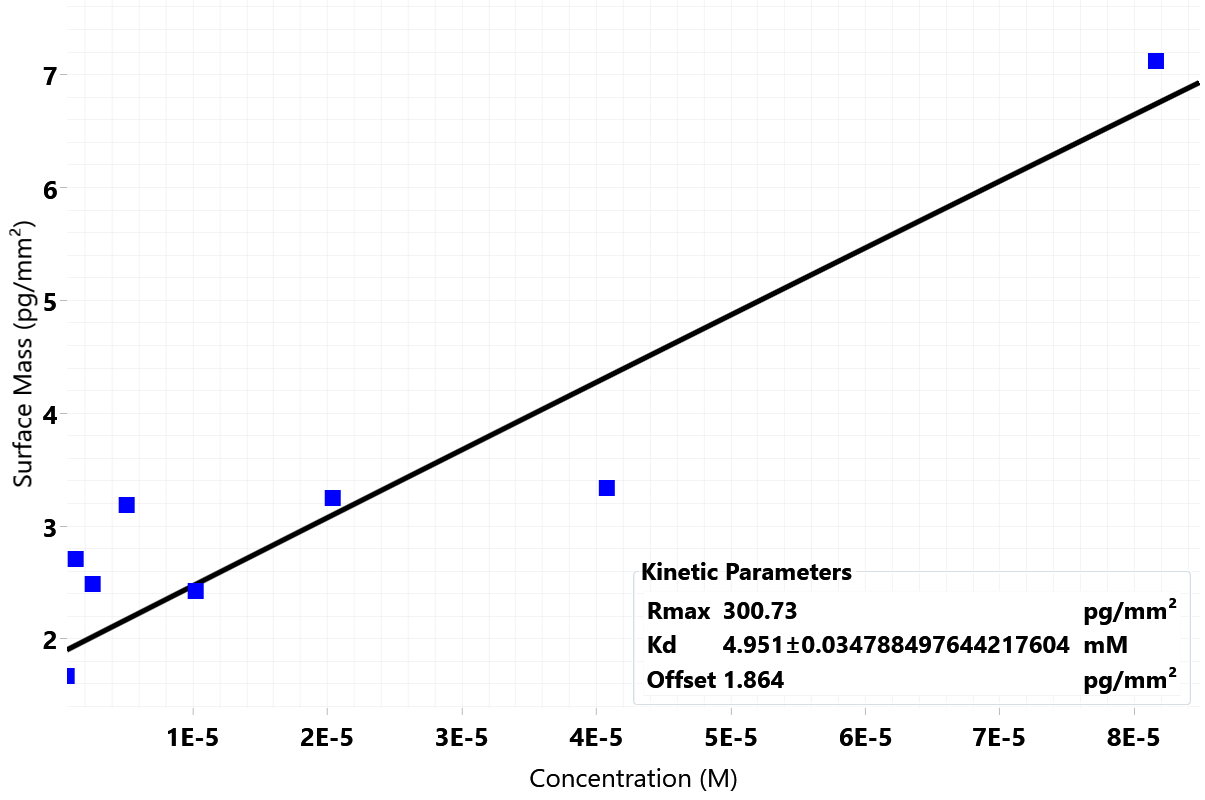 Surface Mass (pg/mm²)
7
6
5
4
3
2
Kinetic Parameters
Rmax 300.73 pg/mm²
Kd 4.951±0.034788497644217604 mM
Offset 1.864 pg/mm²
1E-5 2E-5 3E-5 4E-5 5E-5 6E-5 7E-5 8E-5
Concentration (M)